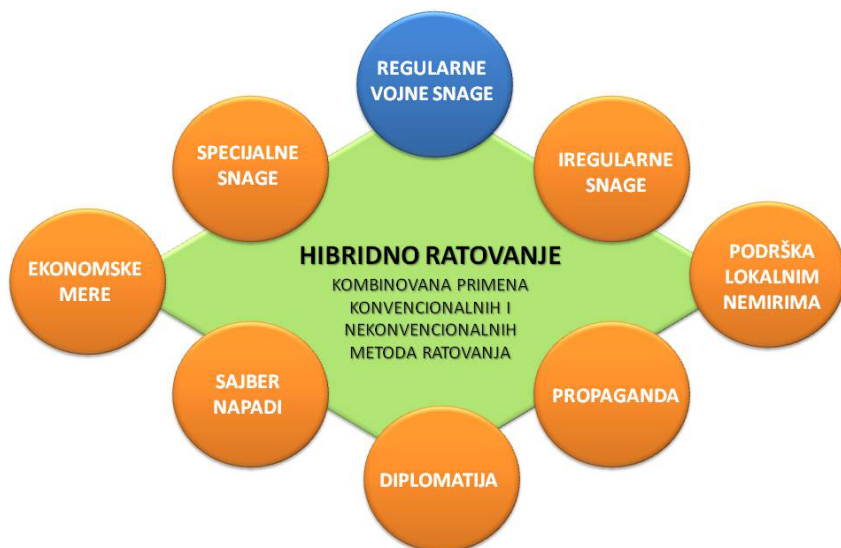 REGULARNE
VOJNE SNAGE
SPECIJALNE
SNAGE
IREGULARNE
SNAGE
EKONOMSKE
MERE
HIBRIDNO RATOVANJE
KOMBINOVANA PRIMENA
KONVENCIONALNIH I
NEKONVENCIONALNIH
METODA RATOVANJA
PODRŠKA
LOKALNIM
NEMIRIMA
SAJBER
NAPADI
PROPAGANDA
DIPLOMATIJA